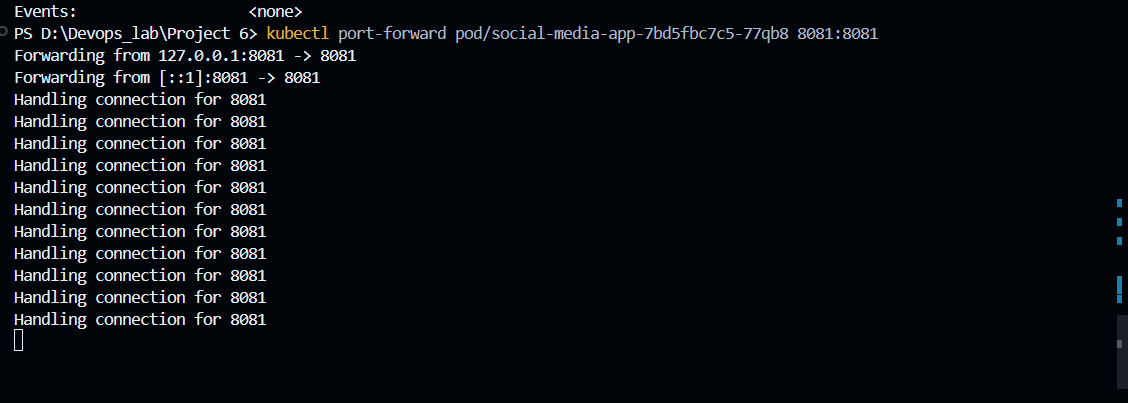 Events: <none>
PS D:\Devops_lab\Project 6> kubectl port-forward pod/social-media-app-7bd5fbc7c5-77qb8 8081:8081
Forwarding from 127.0.0.1:8081 -> 8081
Forwarding from [::1]:8081 -> 8081
Handling connection for 8081
Handling connection for 8081
Handling connection for 8081
Handling connection for 8081
Handling connection for 8081
Handling connection for 8081
Handling connection for 8081
Handling connection for 8081
Handling connection for 8081
Handling connection for 8081
Handling connection for 8081